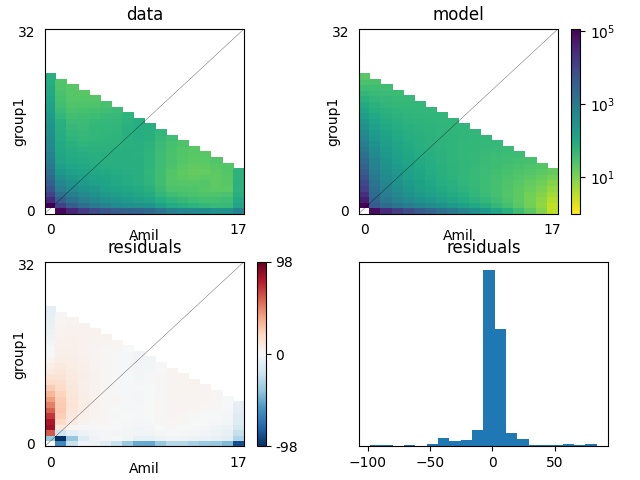 data
model
32
group1
0
0
Amil
17
32
group1
0
0
Amil
17
10^5
10^3
10^1
residuals
residuals
32
group1
0
0
Amil
17
98
0
-98
−100
−50
0
50